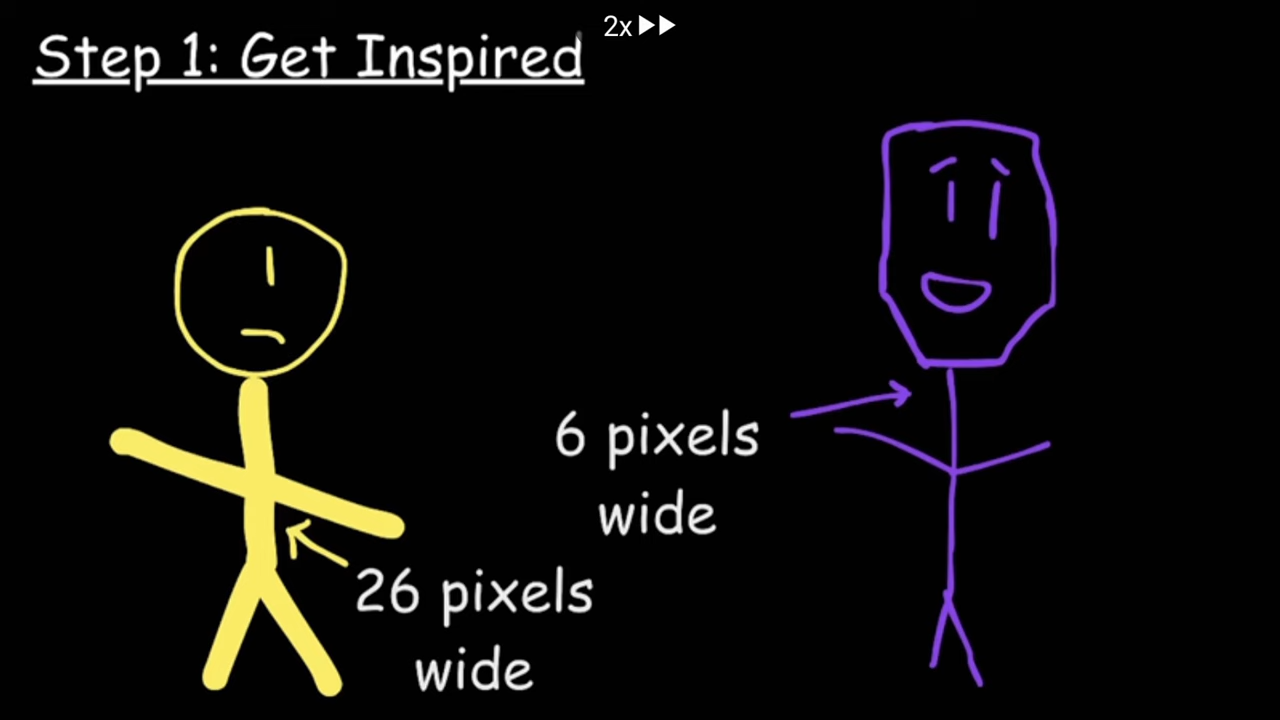 2x
Step 1: Get Inspired
6 pixels
wide
26 pixels
wide